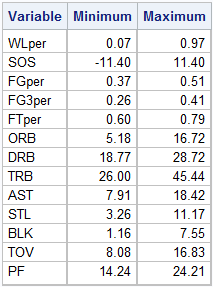 Variable Minimum Maximum
WLper 0.07 0.97
SOS -11.40 11.40
FGper 0.37 0.51
FG3per 0.26 0.41
FTper 0.60 0.79
ORB 5.18 16.72
DRB 18.77 28.72
TRB 26.00 45.44
AST 7.91 18.42
STL 3.26 11.17
BLK 1.16 7.55
TOV 8.08 16.83
PF 14.24 24.21